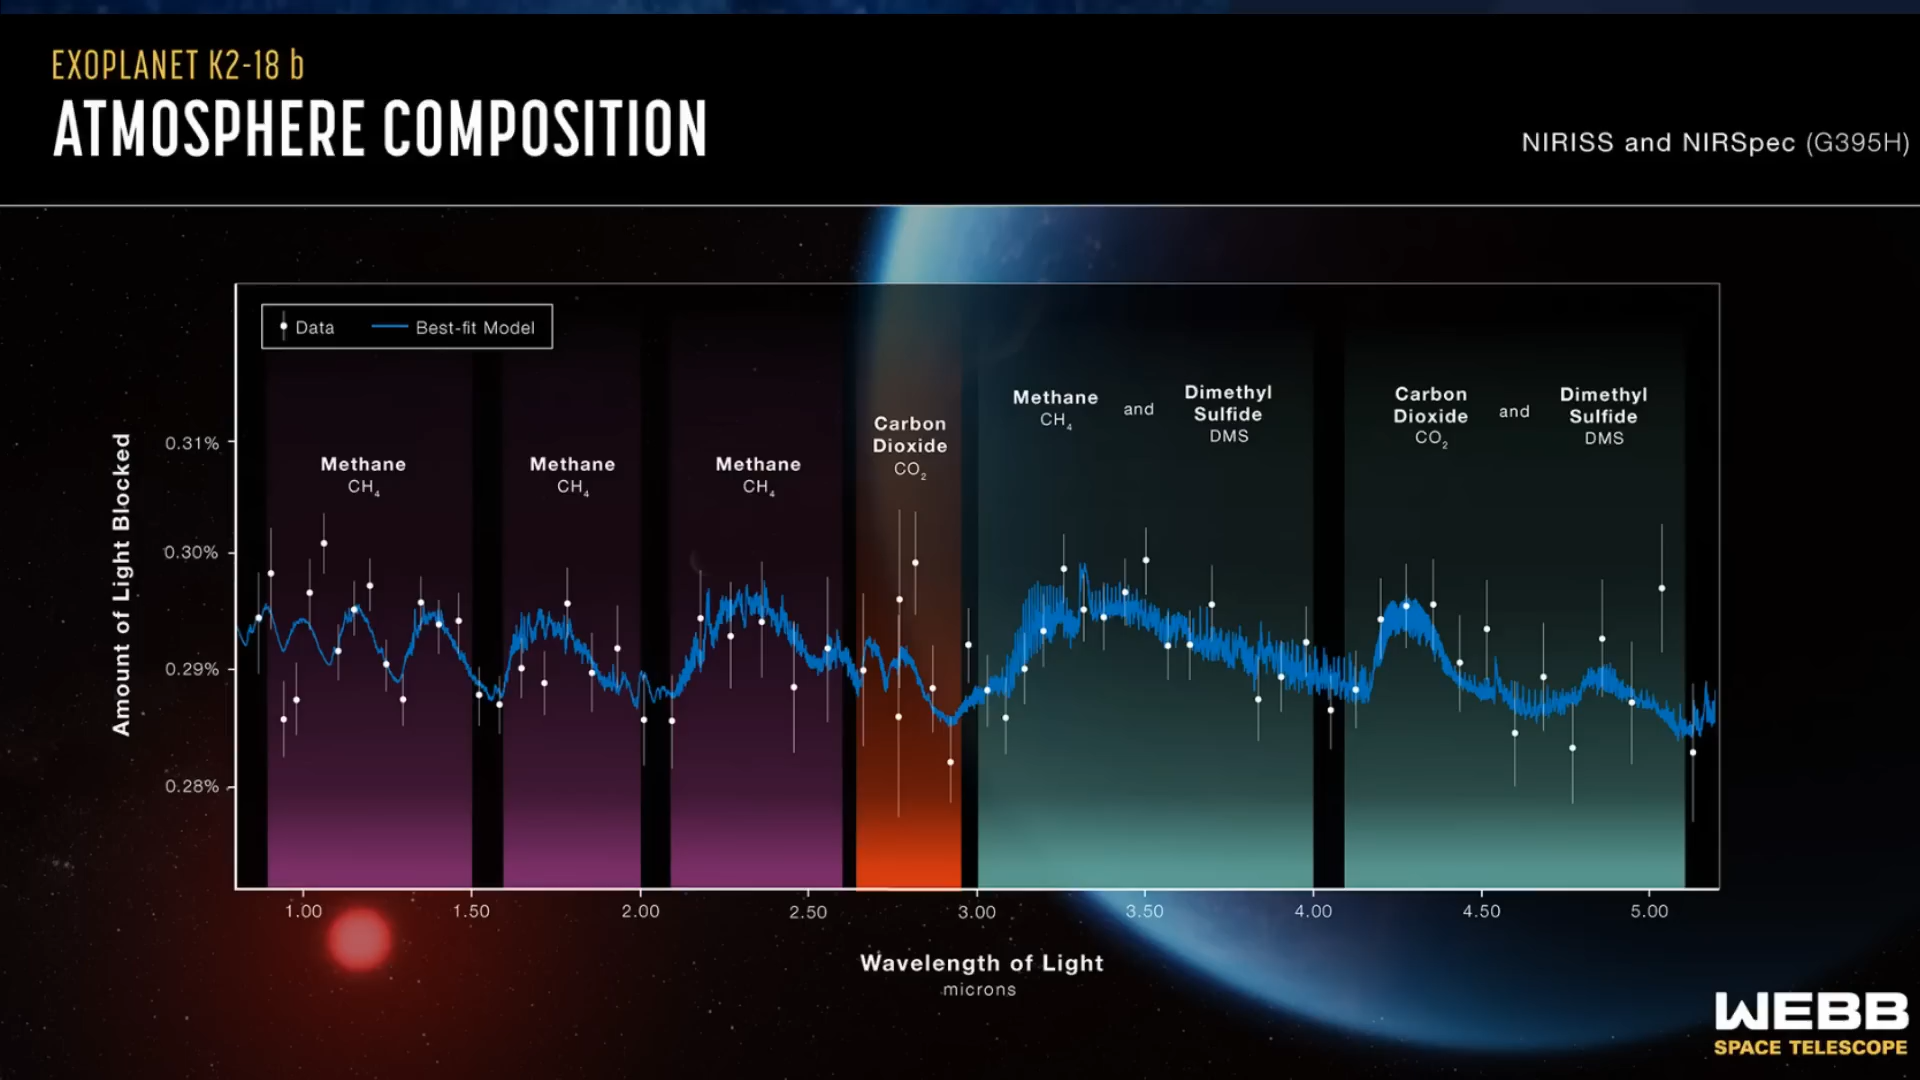 EXOPLANET K2-18 b
ATMOSPHERE COMPOSITION
NIRISS and NIRSpec (G395H)
Data
Best-fit Model
Methane
CH₄
Methane
CH₄
Methane
CH₄
Carbon
Dioxide
CO₂
Methane
CH₄
and
Dimethyl
Sulfide
DMS
Carbon
Dioxide
CO₂
and
Dimethyl
Sulfide
DMS
Amount of Light Blocked
0.31%
0.30%
0.29%
0.28%
1.00 1.50 2.00 2.50 3.00 3.50 4.00 4.50 5.00
Wavelength of Light
microns
WEBB
SPACE TELESCOPE